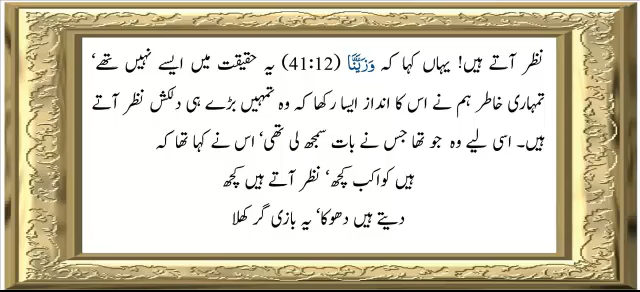 نظر آتے ہیں! یہاں کہا کہ وَزَيَّنَّا (41:12) یہ حقیقت میں ایسے نہیں تھے،
تمہاری خاطر ہم نے اس کا انداز ایسا رکھا کہ وہ تمہیں بڑے ہی دلکش نظر آتے
ہیں۔ اسی لیے وہ جو تھا جس نے بات سمجھ لی تھی، اس نے کہا تھا کہ
ہیں کواکب کچھ، نظر آتے ہیں کچھ
دیتے ہیں دھوکا، یہ بازی گر کھلا